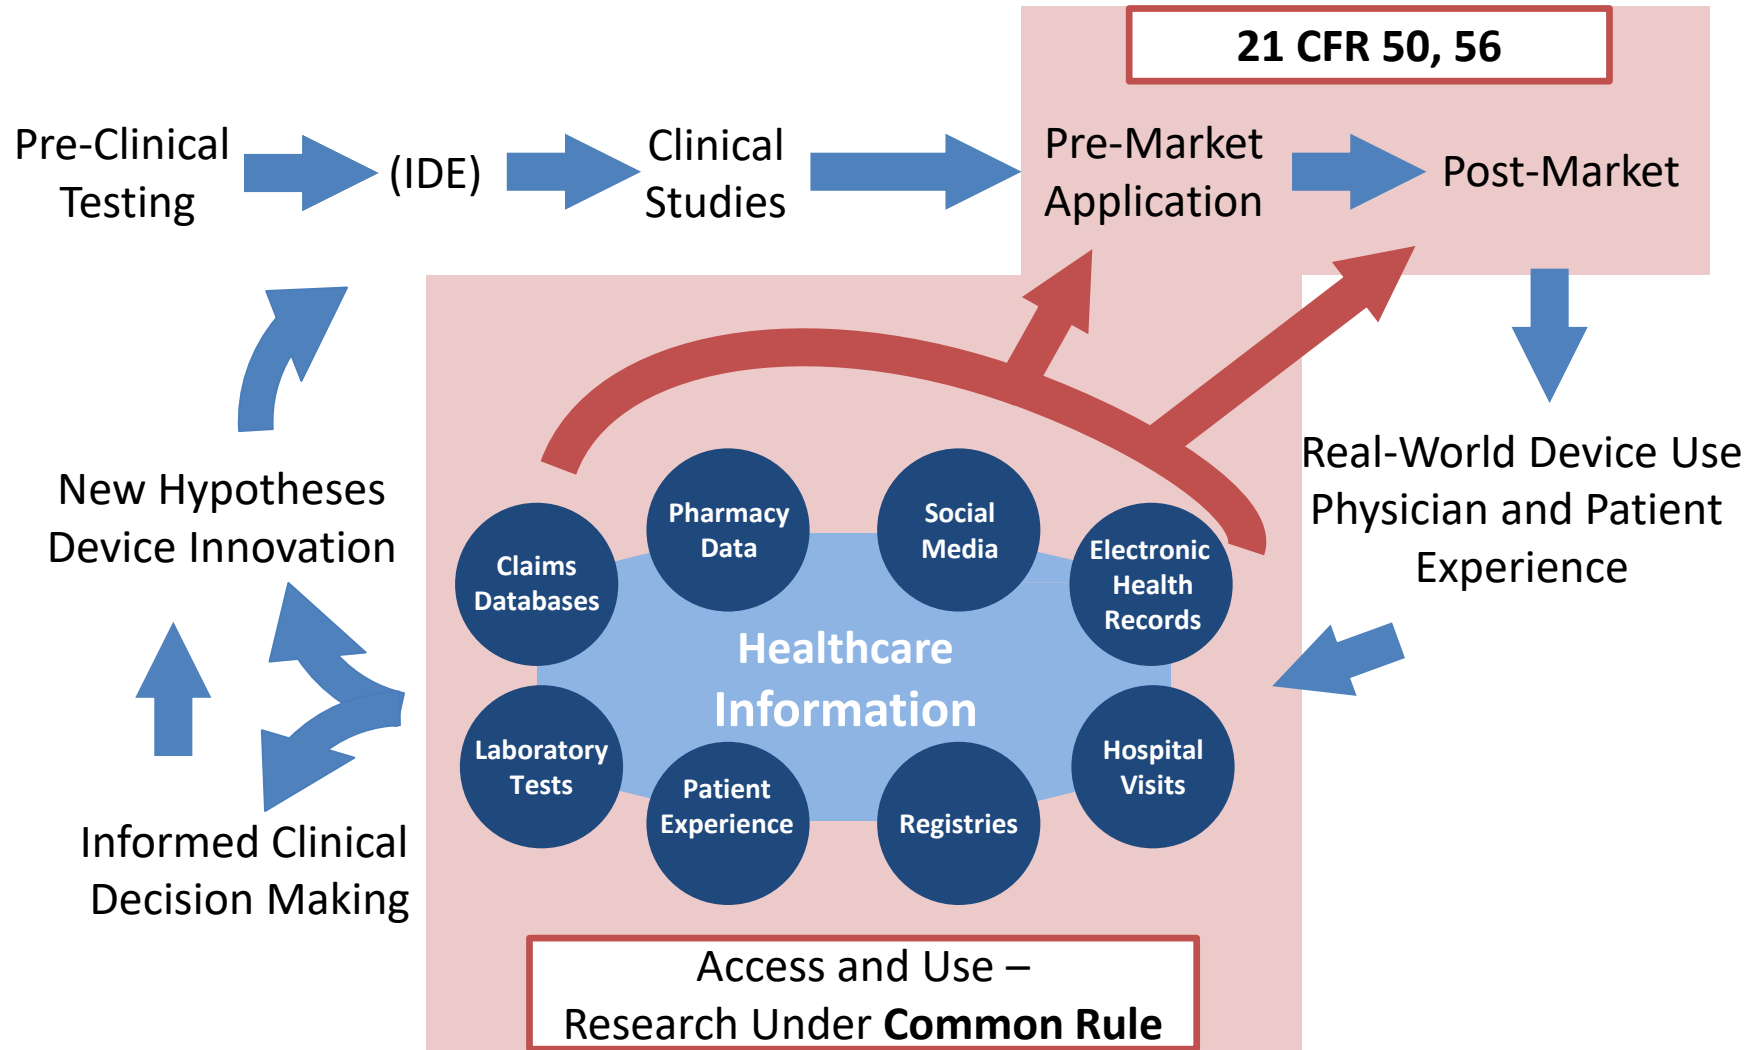 21 CFR 50, 56
Pre-Clinical
Testing
(IDE)
Clinical
Studies
Pre-Market
Application
Post-Market
New Hypotheses
Device Innovation
Real-World Device Use
Physician and Patient
Experience
Claims
Databases
Pharmacy
Data
Social
Media
Electronic
Health
Records
Healthcare
Information
Laboratory
Tests
Patient
Experience
Registries
Hospital
Visits
Informed Clinical
Decision Making
Access and Use –
Research Under Common Rule